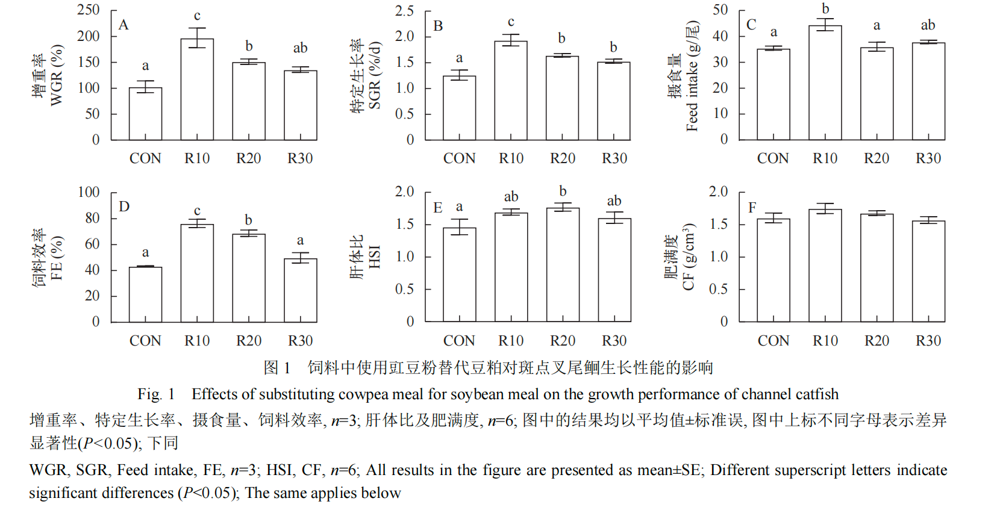 A
增重率
WGR (%)
250
200
150
100
50
0
a
c
b
ab
CON R10 R20 R30
B
特定生长率
SGR (%/d)
2.5
2.0
1.5
1.0
0.5
0
a
c
b
b
CON R10 R20 R30
C
摄食量
Feed intake (g/尾)
50
40
30
20
10
0
a
b
a
ab
CON R10 R20 R30
D
饲料效率
FE (%)
100
80
60
40
20
0
a
c
b
a
CON R10 R20 R30
E
肝体比
HSI
2.0
1.5
1.0
0.5
0
a
ab
b
ab
CON R10 R20 R30
F
肥满度
CF (g/cm³)
2.0
1.5
1.0
0.5
0
CON R10 R20 R30
图 1 饲料中使用豇豆粉替代豆粕对斑点叉尾鮰生长性能的影响
Fig. 1 Effects of substituting cowpea meal for soybean meal on the growth performance of channel catfish
增重率、特定生长率、摄食量、饲料效率, n=3; 肝体比及肥满度, n=6; 图中的结果均以平均值±标准误, 图中上标不同字母表示差异
显著性(P<0.05); 下同
WGR, SGR, Feed intake, FE, n=3; HSI, CF, n=6; All results in the figure are presented as mean±SE; Different superscript letters indicate
significant differences (P<0.05); The same applies below